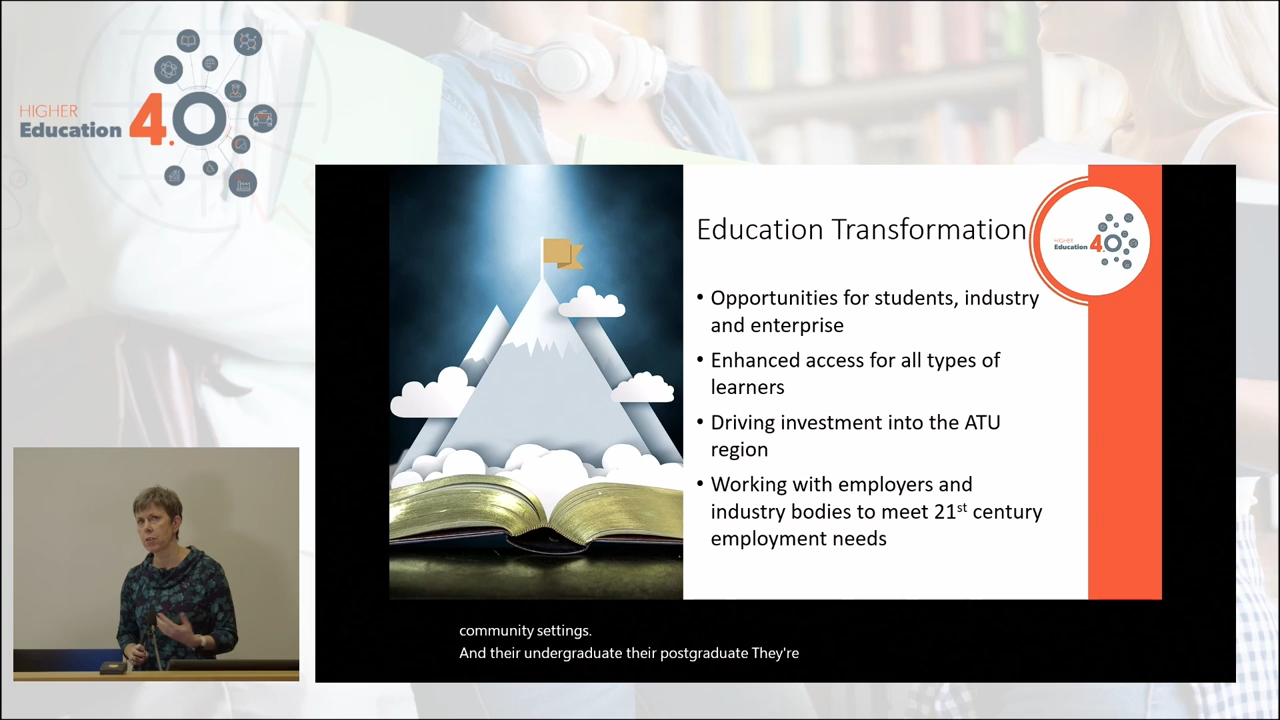 HIGHER
Education 4.0
Education Transformation
HIGHER
Education 4.0
• Opportunities for students, industry
and enterprise
• Enhanced access for all types of
learners
• Driving investment into the ATU
region
• Working with employers and
industry bodies to meet 21st century
employment needs
community settings.
And their undergraduate their postgraduate They're